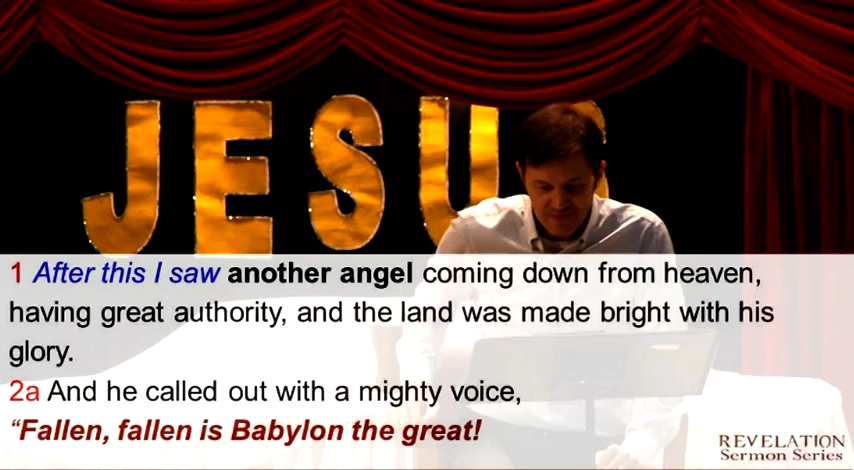 JESUS
1 After this I saw another angel coming down from heaven,
having great authority, and the land was made bright with his
glory.
2a And he called out with a mighty voice,
“Fallen, fallen is Babylon the great!
REVELATION
Sermon Series